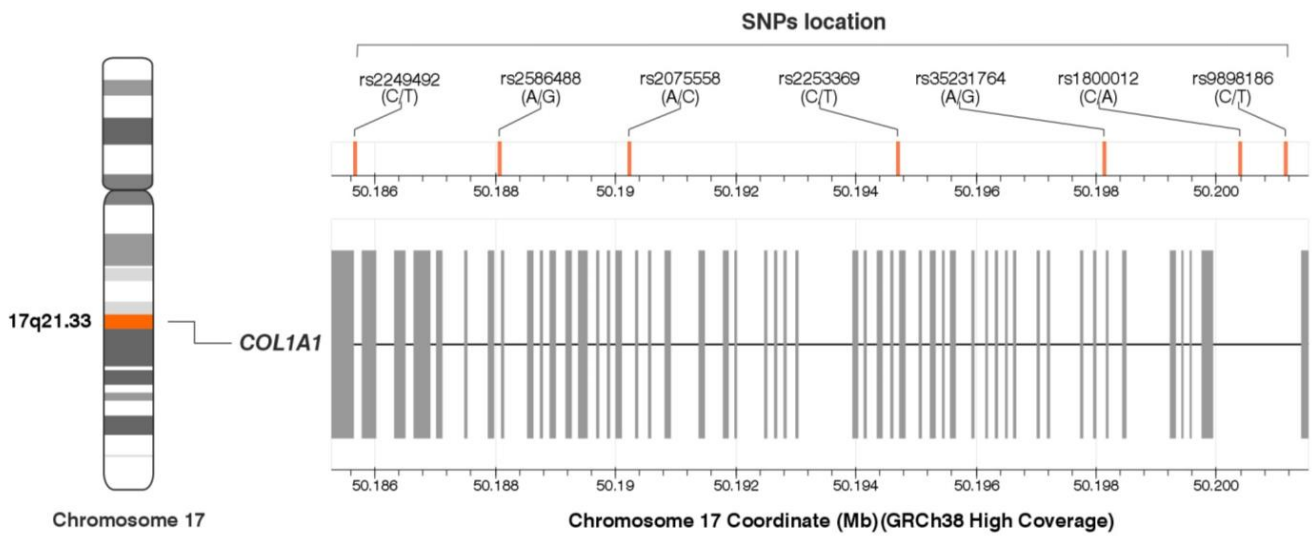 SNPs location
rs2249492 rs2586488 rs2075558 rs2253369 rs35231764 rs1800012 rs9898186
(C/T) (A/G) (A/C) (C/T) (A/G) (C/A) (C/T)
50.186 50.188 50.19 50.192 50.194 50.196 50.198 50.200
17q21.33
COL1A1
50.186 50.188 50.19 50.192 50.194 50.196 50.198 50.200
Chromosome 17
Chromosome 17 Coordinate (Mb)(GRCh38 High Coverage)